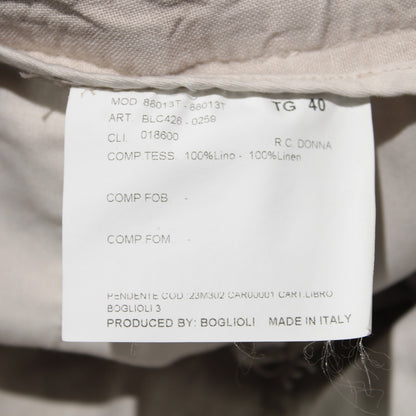 MOD. 88013T - 88013T TG 40
ART. BLC426 - 0259
CLI. 018600 R.C. DONNA
COMP.TESS. 100%Lino - 100%Linen
COMP FOB -
COMP FOM -
PENDENTE COD. :23M302 CAR00001 CART.LIBRO
BOGLIOLI 3
PRODUCED BY: BOGLIOLI MADE IN ITALY